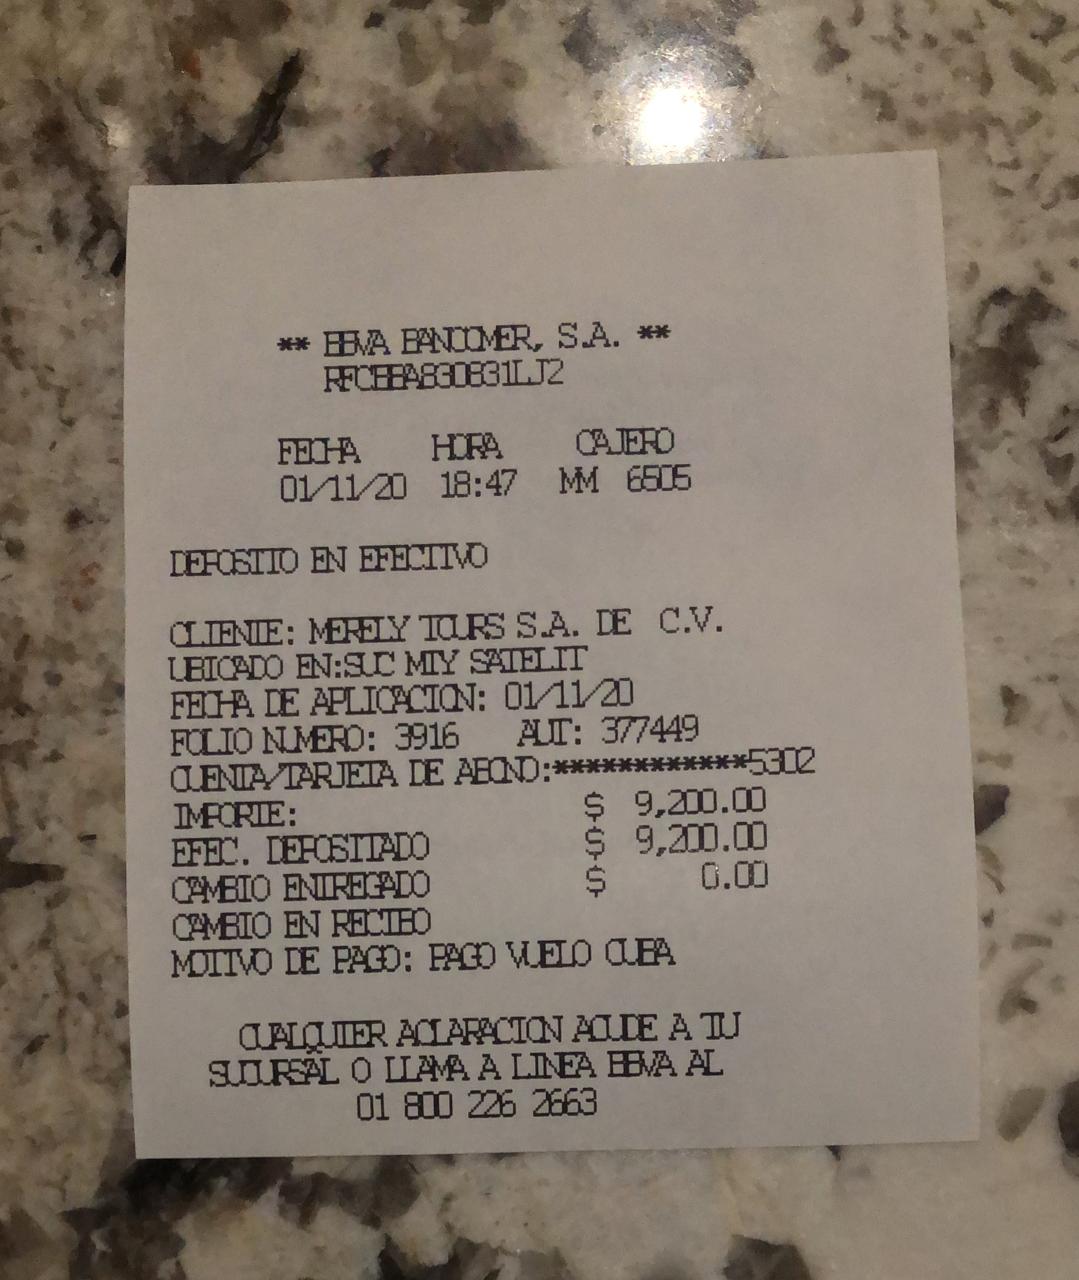 ** BBVA BANCOMER, S.A. **
RFCBBA830831LJ2
FECHA HORA CAJERO
01/11/20 18:47 MM 6505
DEPOSITO EN EFECTIVO
CLIENTE: MERELY TOURS S.A. DE C.V.
UBICADO EN:SUC MTY SATELIT
FECHA DE APLICACION: 01/11/20
FOLIO NUMERO: 3916 AUT: 377449
CUENTA/TARJETA DE ABONO:************5302
IMPORTE: $ 9,200.00
EFEC. DEPOSITADO $ 9,200.00
CAMBIO ENTREGADO $ 0.00
CAMBIO EN RECIBO
MOTIVO DE PAGO: PAGO VUELO CUBA
CUALQUIER ACLARACION ACUDE A TU
SUCURSAL O LLAMA A LINEA BBVA AL
01 800 226 2663